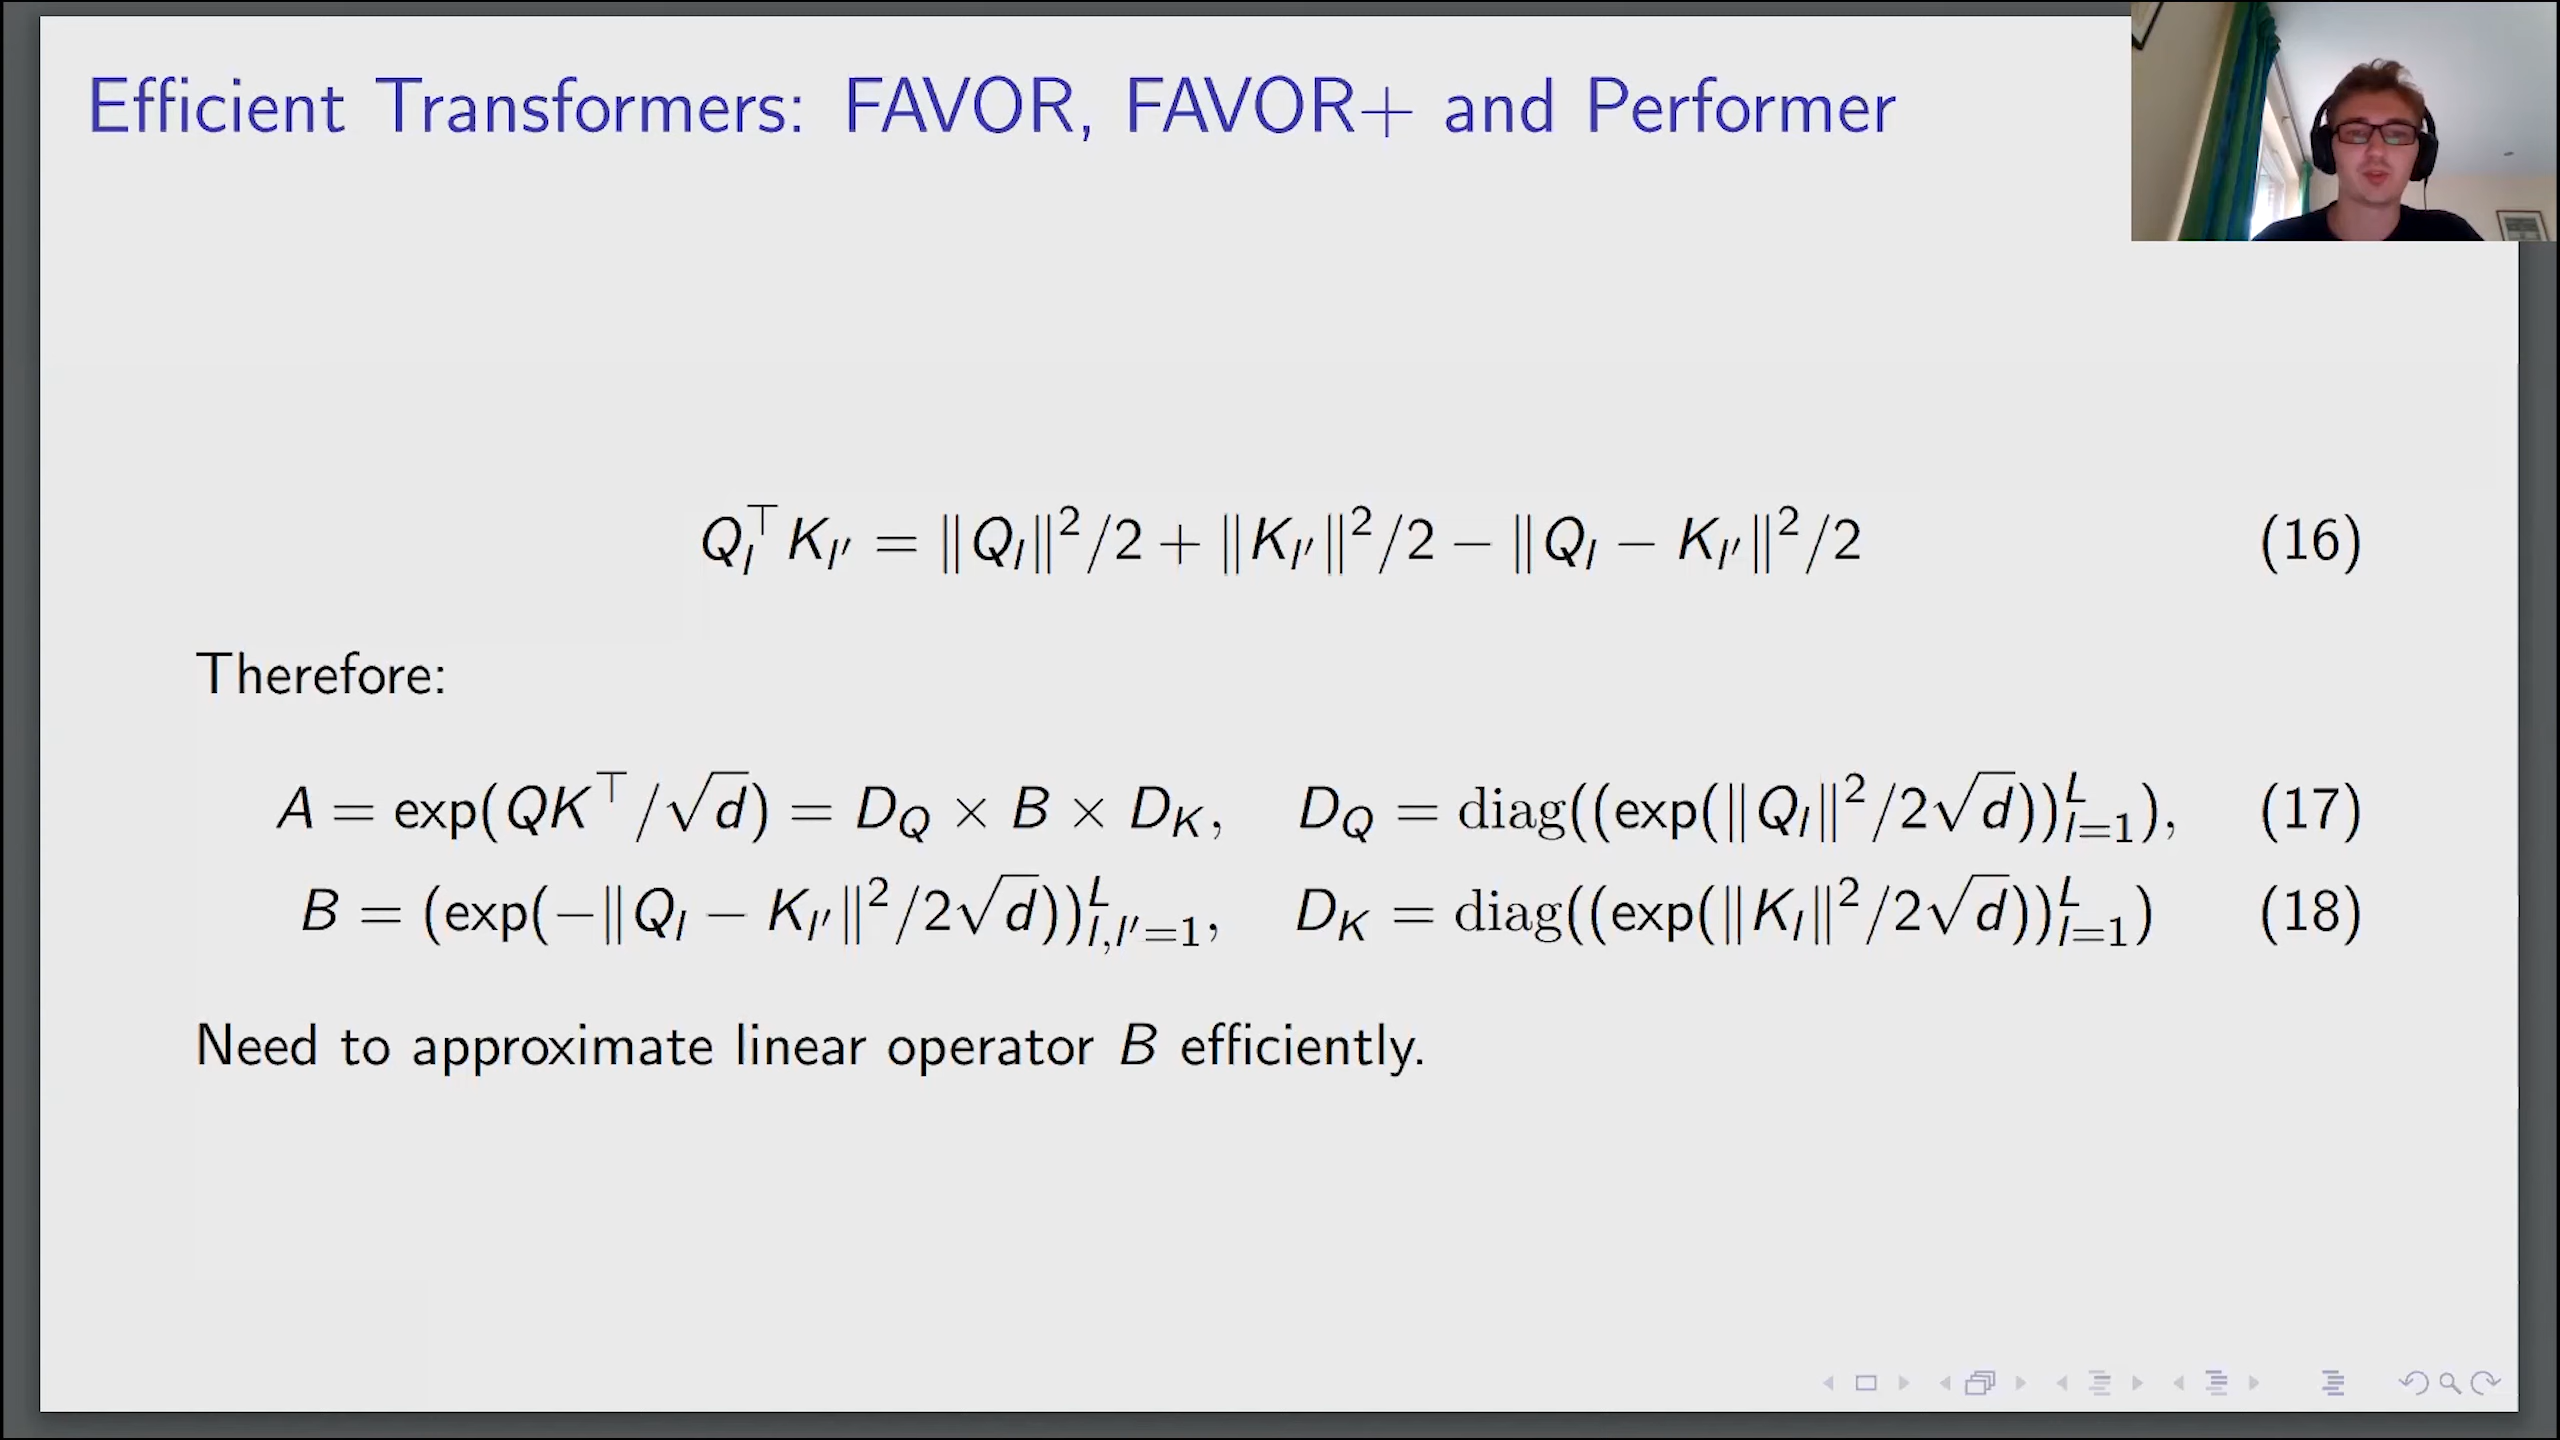 Efficient Transformers: FAVOR, FAVOR+ and Performer
Q_l^⊤ K_{l′} = ‖Q_l‖²/2 + ‖K_{l′}‖²/2 − ‖Q_l − K_{l′}‖²/2 (16)
Therefore:
A = exp(QK^⊤/√d) = D_Q × B × D_K, D_Q = diag((exp(‖Q_l‖²/2√d))_{l=1}^L), (17)
B = (exp(−‖Q_l − K_{l′}‖²/2√d))_{l,l′=1}^L, D_K = diag((exp(‖K_l‖²/2√d))_{l=1}^L) (18)
Need to approximate linear operator B efficiently.